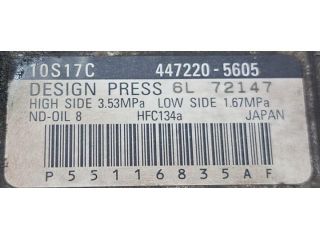 10S17C 447220-5605
DESIGN PRESS 6L 72147
HIGH SIDE 3.53MPa LOW SIDE 1.67MPa
ND-OIL 8 HFC134a JAPAN
P55116835AF